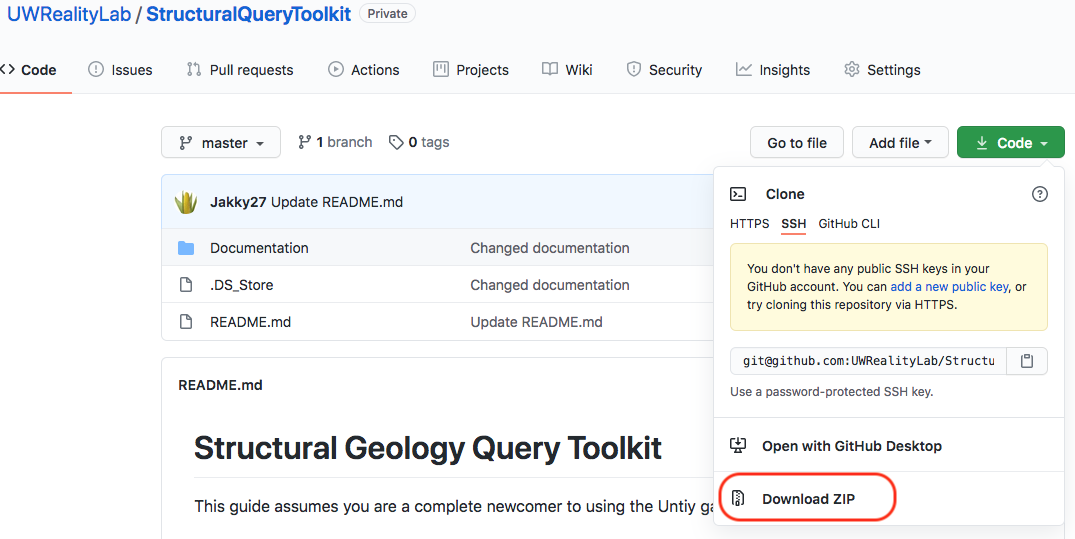 UWRealityLab / StructuralQueryToolkit Private
<> Code Issues Pull requests Actions Projects Wiki Security Insights Settings
master 1 branch 0 tags Go to file Add file Code
Jakky27 Update README.md
Documentation Changed documentation
.DS_Store Changed documentation
README.md Update README.md
README.md
Structural Geology Query Toolkit
This guide assumes you are a complete newcomer to using the Untiy ga
Clone
HTTPS SSH GitHub CLI
You don't have any public SSH keys in your
GitHub account. You can add a new public key, or
try cloning this repository via HTTPS.
git@github.com:UWRealityLab/Structu
Use a password-protected SSH key.
Open with GitHub Desktop
Download ZIP